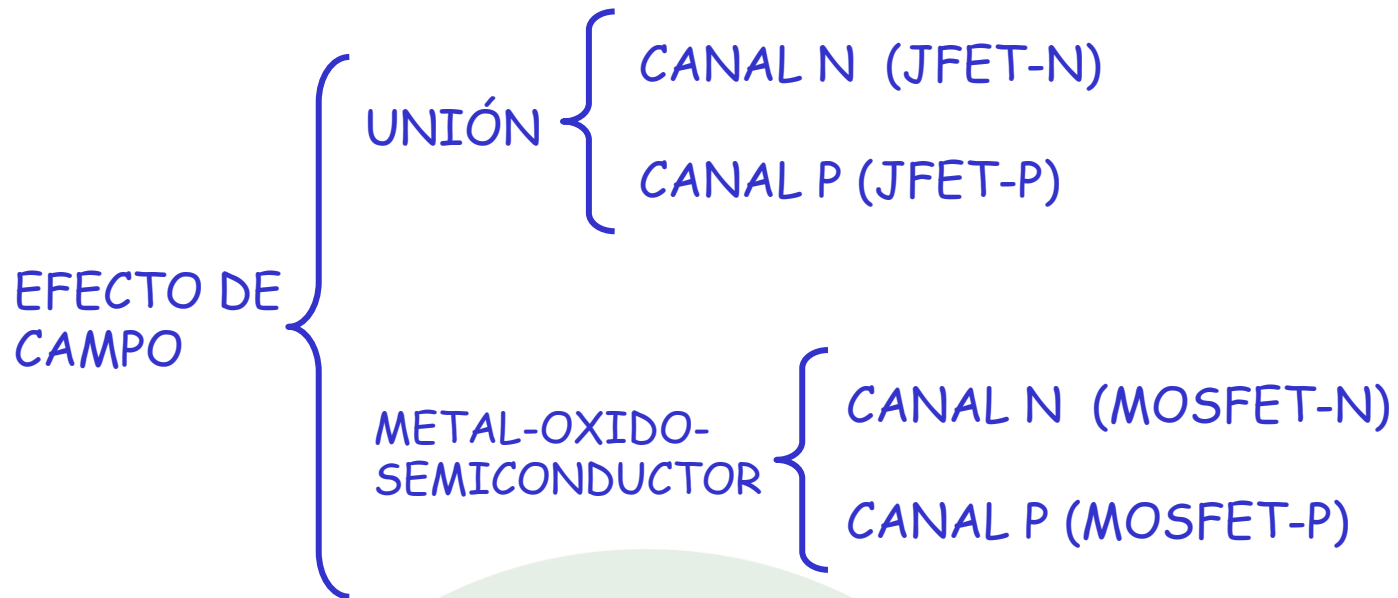 EFECTO DE
CAMPO
UNIÓN
CANAL N (JFET-N)
CANAL P (JFET-P)
METAL-OXIDO-
SEMICONDUCTOR
CANAL N (MOSFET-N)
CANAL P (MOSFET-P)